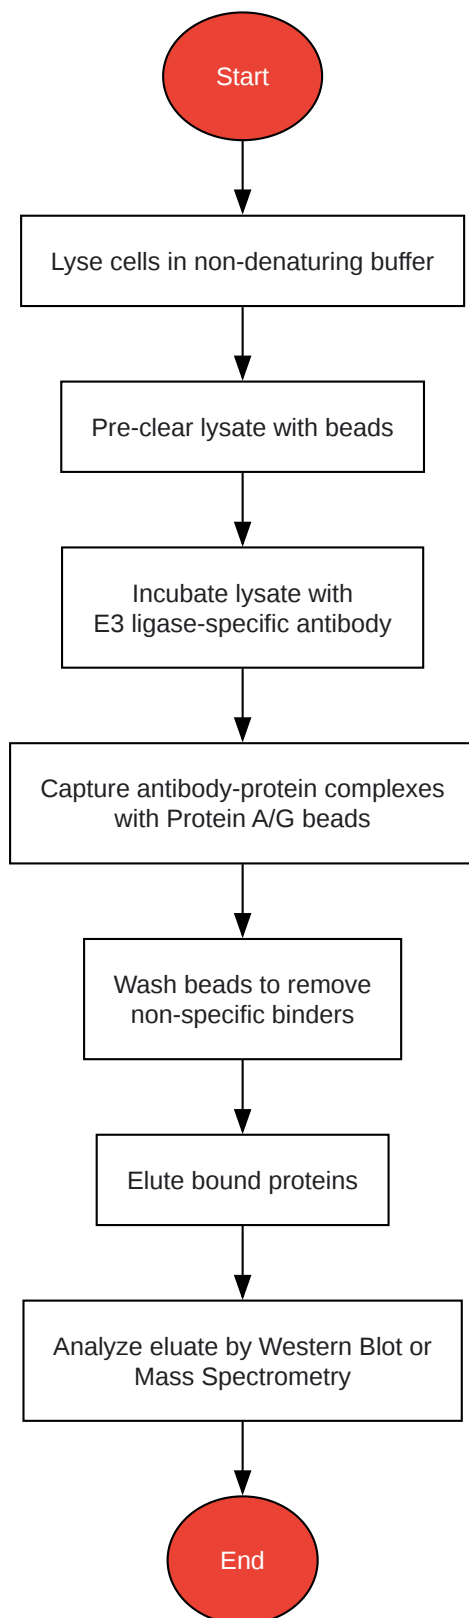 Start
Lyse cells in non-denaturing buffer
Pre-clear lysate with beads
Incubate lysate with
E3 ligase-specific antibody
Capture antibody-protein complexes
with Protein A/G beads
Wash beads to remove
non-specific binders
Elute bound proteins
Analyze eluate by Western Blot or
Mass Spectrometry
End